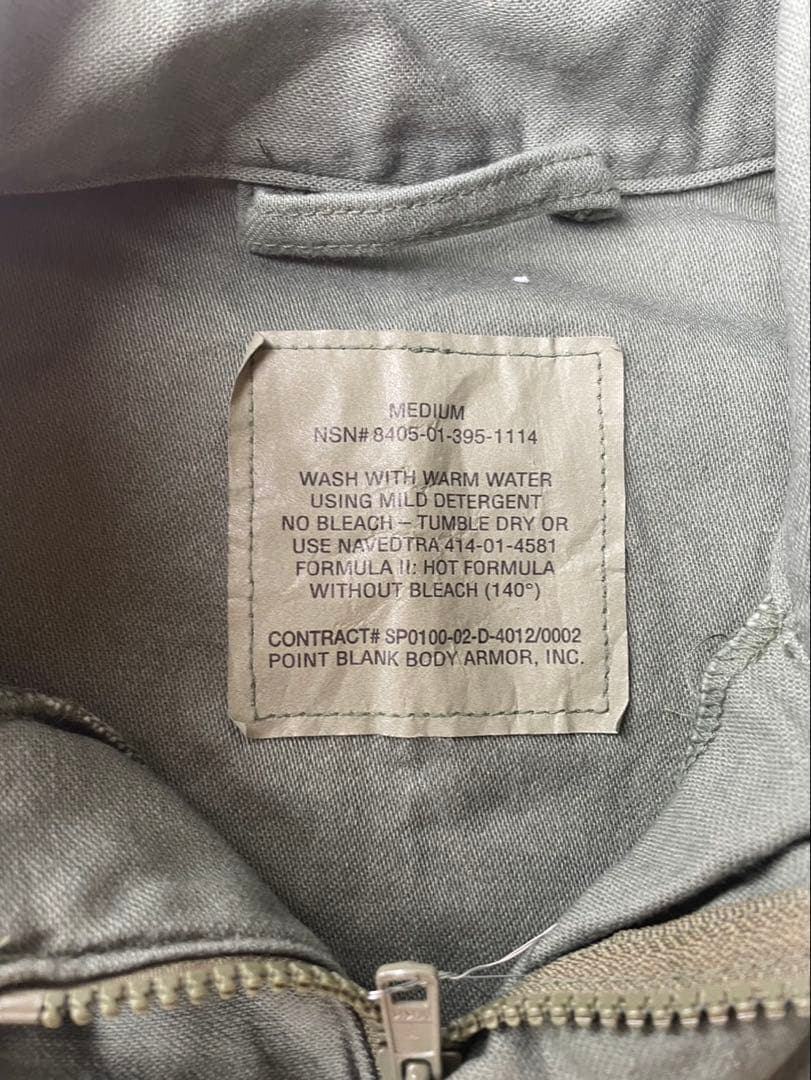 MEDIUM
NSN# 8405-01-395-1114
WASH WITH WARM WATER
USING MILD DETERGENT
NO BLEACH – TUMBLE DRY OR
USE NAVEDTRA 414-01-4581
FORMULA II: HOT FORMULA
WITHOUT BLEACH (140°)
CONTRACT# SP0100-02-D-4012/0002
POINT BLANK BODY ARMOR, INC.